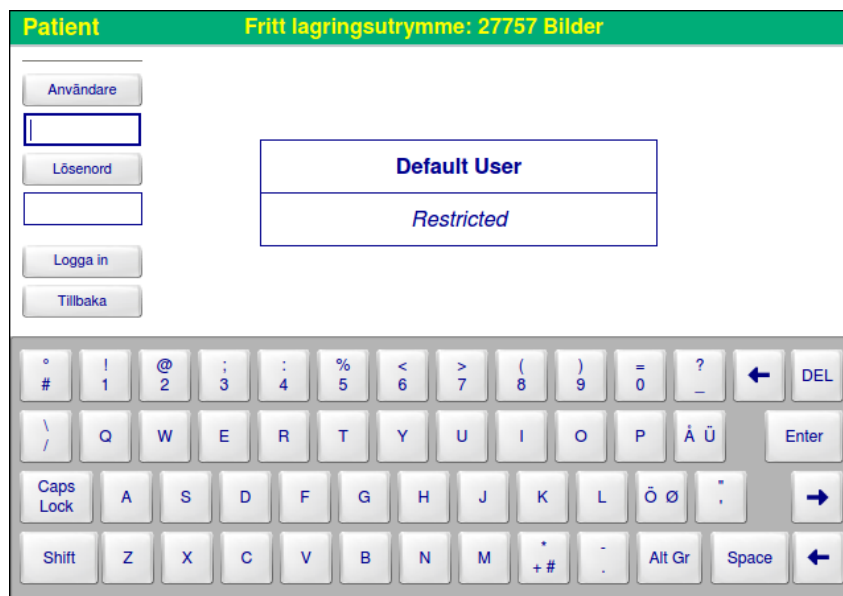 Patient Fritt lagringsutrymme: 27757 Bilder
Användare
Lösenord
Logga in
Tillbaka
Default User
Restricted
° ! @ ; : % < > ( ) = ?
# 1 2 3 4 5 6 7 8 9 0 _ ← DEL
\
/ Q W E R T Y U I O P Å Ü Enter
Caps
Lock A S D F G H J K L Ö Ø " , →
* -
Shift Z X C V B N M + # . Alt Gr Space ←